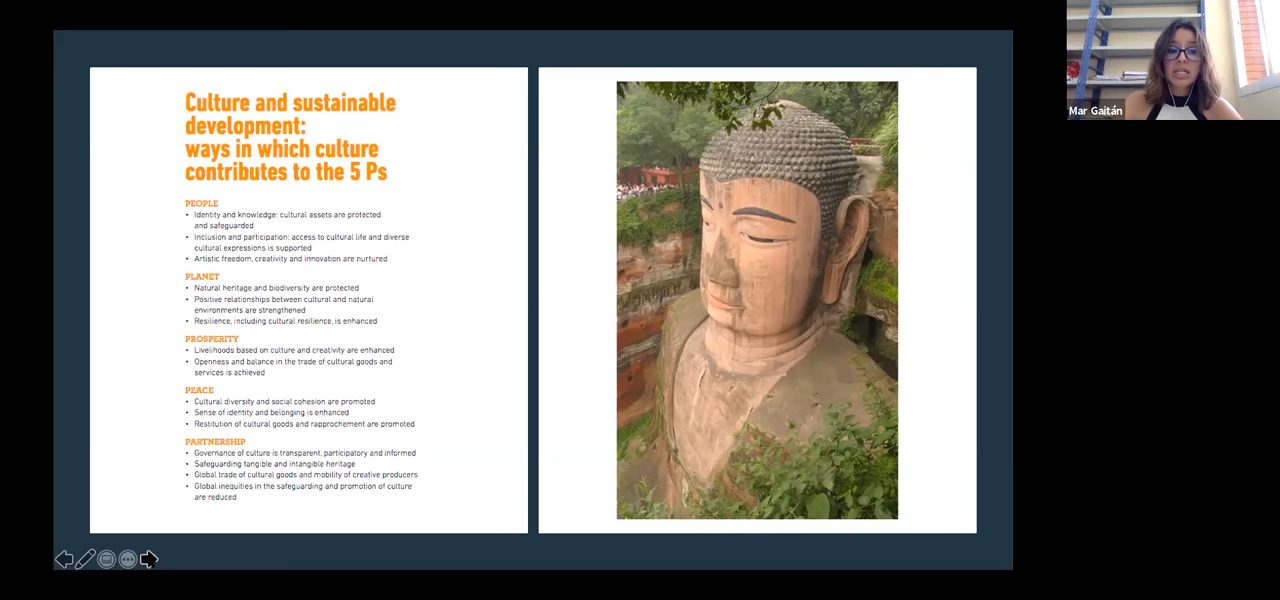 Culture and sustainable
development:
ways in which culture
contributes to the 5 Ps
PEOPLE
• Identity and knowledge: cultural assets are protected
and safeguarded
• Inclusion and participation: access to cultural life and diverse
cultural expressions is supported
• Artistic freedom, creativity and innovation are nurtured
PLANET
• Natural heritage and biodiversity are protected
• Positive relationships between cultural and natural
environments are strengthened
• Resilience, including cultural resilience, is enhanced
PROSPERITY
• Livelihoods based on culture and creativity are enhanced
• Openness and balance in the trade of cultural goods and
services is achieved
PEACE
• Cultural diversity and social cohesion are promoted
• Sense of identity and belonging is enhanced
• Restitution of cultural goods and rapprochement are promoted
PARTNERSHIP
• Governance of culture is transparent, participatory and informed
• Safeguarding tangible and intangible heritage
• Global trade of cultural goods and mobility of creative producers
• Global inequities in the safeguarding and promotion of culture
are reduced
Mar Gaitán